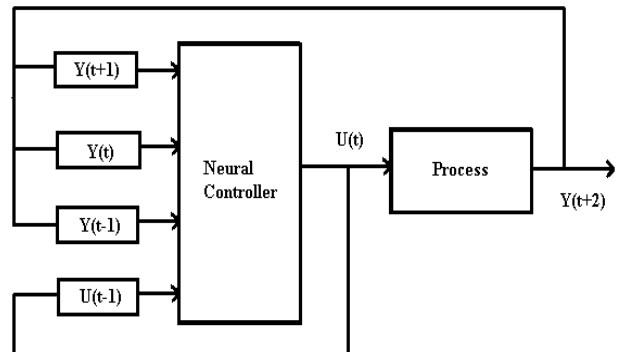 Y(t+1)
Y(t)
Y(t-1)
U(t-1)
Neural
Controller
U(t)
Process
Y(t+2)